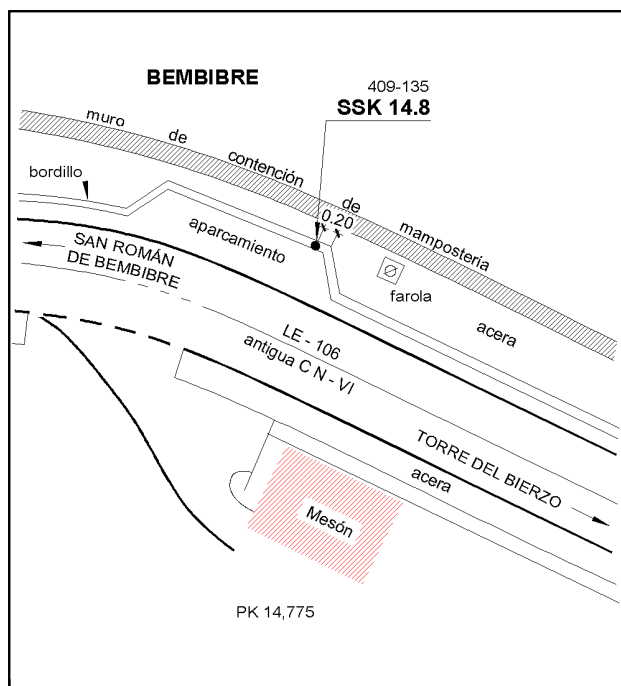 BEMBIBRE
409-135
SSK 14.8
muro de contención de mampostería
bordillo
0.20
aparcamiento
SAN ROMÁN
DE BEMBIBRE
farola
acera
LE - 106
antigua C N - VI
TORRE DEL BIERZO
acera
Mesón
PK 14,775